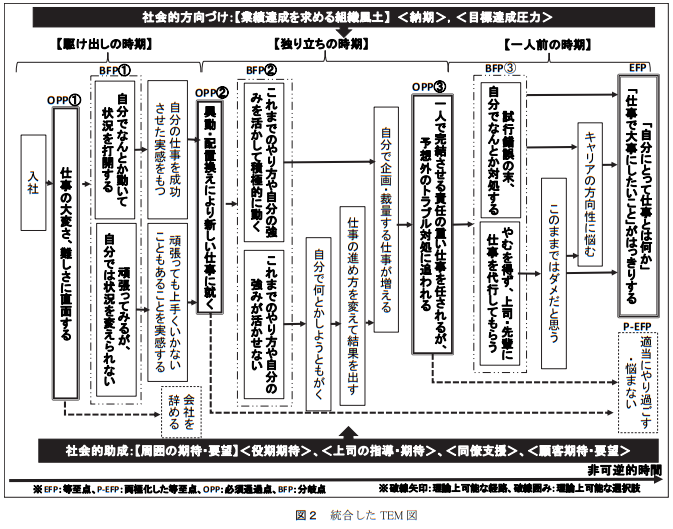 社会的方向づけ:【業績達成を求める組織風土】 <納期>, <目標達成圧力>
【駆け出しの時期】
【独り立ちの時期】
【一人前の時期】
入社
OPP①
仕事の大変さ、難しさに直面する
BFP①
自分でなんとか動いて
状況を打開する
頑張ってみるが、
自分では状況を変えられない
自分の仕事を成功
させた実感をもつ
頑張っても上手くいかない
こともあることを実感する
会社を
辞める
OPP②
異動・配置換えにより新しい仕事に就く
BFP②
これまでのやり方や自分の強
みを活かして積極的に動く
これまでのやり方や自分の
強みが活かせない
自分で何とかしようともがく
仕事の進め方を変えて結果を出す
自分で企画・裁量する仕事が増える
OPP③
一人で完結させる責任の重い仕事を任されるが、
予想外のトラブル対処に追われる
BFP③
試行錯誤の末、
自分でなんとか対処する
やむを得ず、上司・先輩に
仕事を代行してもらう
このままではダメだと思う
キャリアの方向性に悩む
EFP
「自分にとって仕事とは何か」
「仕事で大事にしたいこと」がはっきりする
P-EFP
適当にやり過ごす
・悩まない
社会的助成:【周囲の期待・要望】<役期期待>、<上司の指導・期待>、<同僚支援>、<顧客期待・要望>
非可逆的時間
※EFP:等至点、P-EFP:両極化した等至点、OPP:必須通過点、BFP:分岐点
※破線矢印:理論上可能な経路、破線囲み:理論上可能な選択肢
図2 統合したTEM図